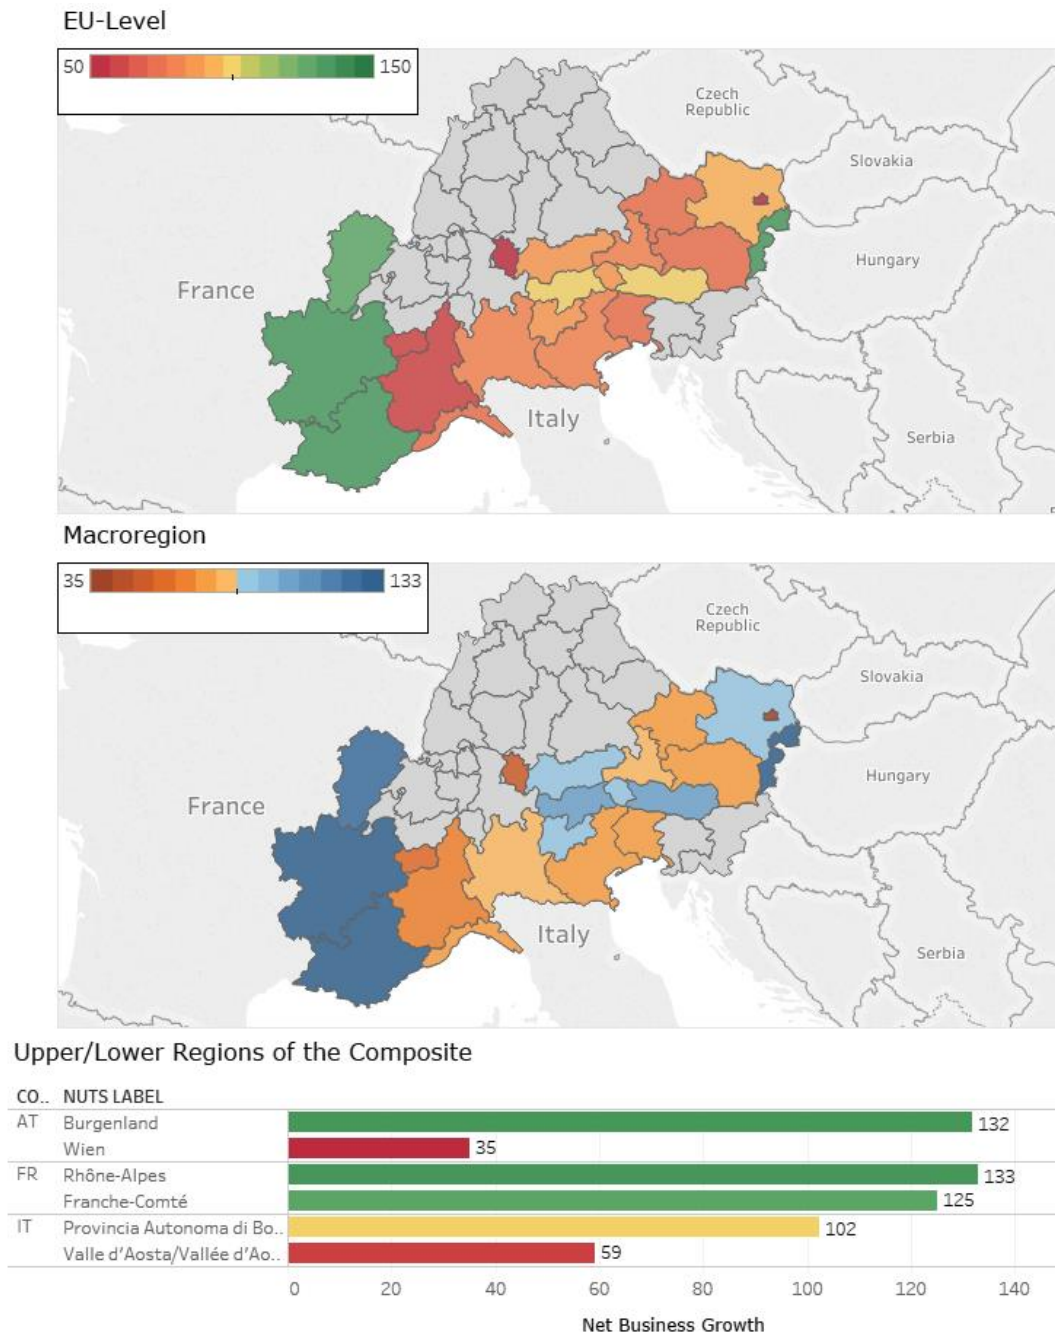 EU-Level
50 150
Czech
Republic
Slovakia
Hungary
France
Italy
Serbia
Macroregion
35 133
Czech
Republic
Slovakia
Hungary
France
Italy
Serbia
Upper/Lower Regions of the Composite
CO.. NUTS LABEL
AT Burgenland 132
Wien 35
FR Rhône-Alpes 133
Franche-Comté 125
IT Provincia Autonoma di Bo.. 102
Valle d'Aosta/Vallée d'Ao.. 59
0 20 40 60 80 100 120 140
Net Business Growth